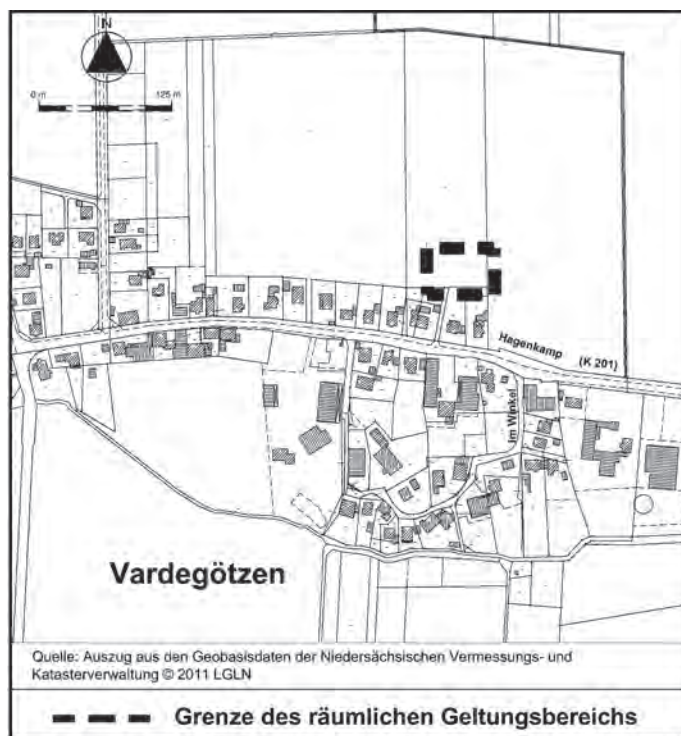 N
0 m 125 m
Hagenkamp (K 201)
Im Winkel
Vardegötzen
Quelle: Auszug aus den Geobasisdaten der Niedersächsischen Vermessungs- und
Katasterverwaltung © 2011 LGLN
Grenze des räumlichen Geltungsbereichs